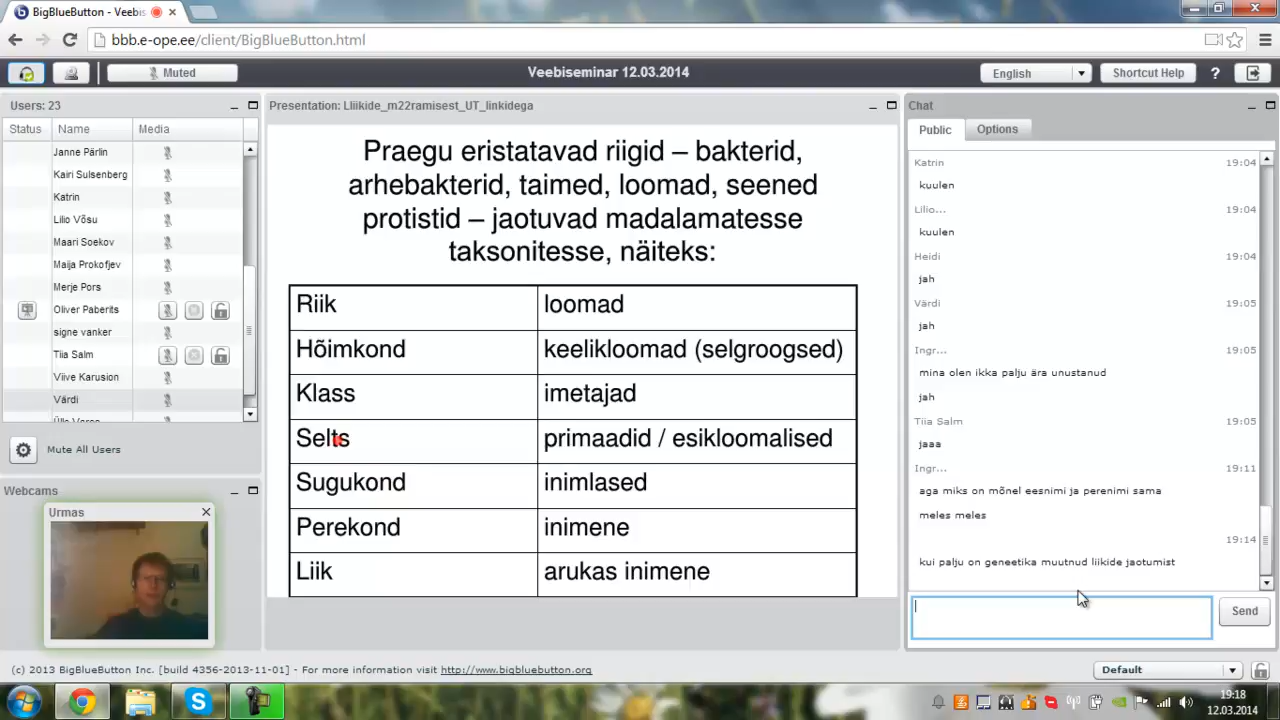 BigBlueButton - Veebis
bbb.e-ope.ee/client/BigBlueButton.html
Muted
Veebiseminar 12.03.2014
English
Shortcut Help
?
Users: 23
Status Name Media
Janne Pärlin
Kairi Sulsenberg
Katrin
Lilio Võsu
Maari Soekov
Maija Prokofjev
Merje Pors
Oliver Paberits
signe vanker
Tiia Salm
Viive Karusion
Värdi
Mute All Users
Webcams
Urmas
Presentation: Lliikide_m22ramisest_UT_linkidega
Praegu eristatavad riigid – bakterid,
arhebakterid, taimed, loomad, seened
protistid – jaotuvad madalamatesse
taksonitesse, näiteks:
Riik loomad
Hõimkond keelikloomad (selgroogsed)
Klass imetajad
Selts primaadid / esikloomalised
Sugukond inimlased
Perekond inimene
Liik arukas inimene
Chat
Public Options
Katrin 19:04
kuulen
Lilio... 19:04
kuulen
Heidi 19:04
jah
Värdi 19:05
jah
Ingr... 19:05
mina olen ikka palju ära unustanud
jah
Tiia Salm 19:05
jaaa
Ingr... 19:11
aga miks on mõnel eesnimi ja perenimi sama
meles meles
19:14
kui palju on geneetika muutnud liikide jaotumist
Send
(c) 2013 BigBlueButton Inc. [build 4356-2013-11-01] - For more information visit http://www.bigbluebutton.org
Default
19:18
12.03.2014